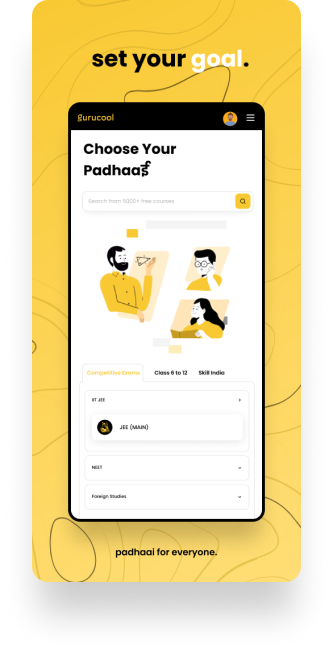 set your goal.
gurucool
Choose Your
Padhaaई
Search from 5000+ free courses
Competitive Exams Class 6 to 12 Skill India
IIT JEE
JEE (MAIN)
NEET
Foreign Studies
padhaai for everyone.